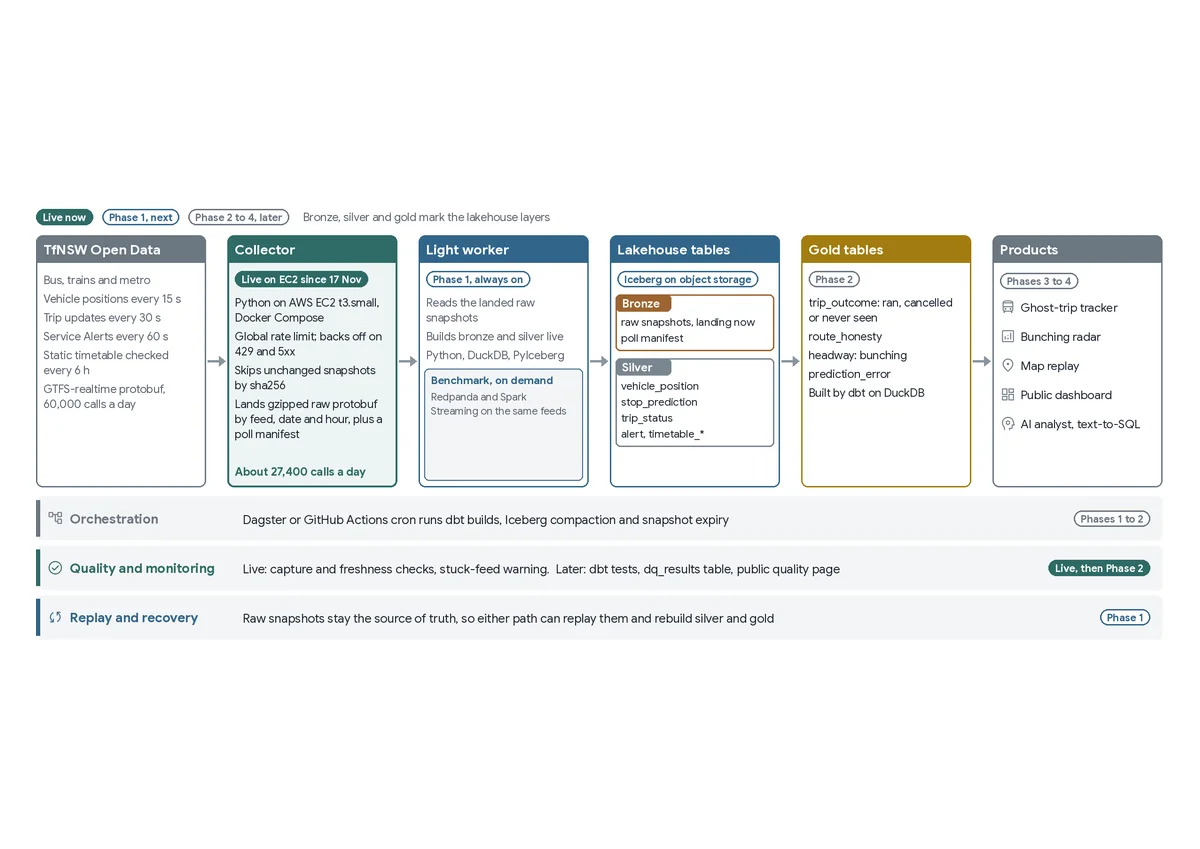 Live now
Phase 1, next
Phase 2 to 4, later
Bronze, silver and gold mark the lakehouse layers
TfNSW Open Data
Bus, trains and metro
Vehicle positions every 15 s
Trip updates every 30 s
Service Alerts every 60 s
Static timetable checked
every 6 h
GTFS-realtime protobuf,
60,000 calls a day
Collector
Live on EC2 since 17 Nov
Python on AWS EC2 t3.small,
Docker Compose
Global rate limit; backs off on
429 and 5xx
Skips unchanged snapshots
by sha256
Lands gzipped raw protobuf
by feed, date and hour, plus a
poll manifest
About 27,400 calls a day
Light worker
Phase 1, always on
Reads the landed raw
snapshots
Builds bronze and silver live
Python, DuckDB, PyIceberg
Benchmark, on demand
Redpanda and Spark
Streaming on the same feeds
Lakehouse tables
Iceberg on object storage
Bronze
raw snapshots, landing now
poll manifest
Silver
vehicle_position
stop_prediction
trip_status
alert, timetable_*
Gold tables
Phase 2
trip_outcome: ran, cancelled
or never seen
route_honesty
headway: bunching
prediction_error
Built by dbt on DuckDB
Products
Phases 3 to 4
Ghost-trip tracker
Bunching radar
Map replay
Public dashboard
AI analyst, text-to-SQL
Orchestration
Dagster or GitHub Actions cron runs dbt builds, Iceberg compaction and snapshot expiry
Phases 1 to 2
Quality and monitoring
Live: capture and freshness checks, stuck-feed warning.  Later: dbt tests, dq_results table, public quality page
Live, then Phase 2
Replay and recovery
Raw snapshots stay the source of truth, so either path can replay them and rebuild silver and gold
Phase 1